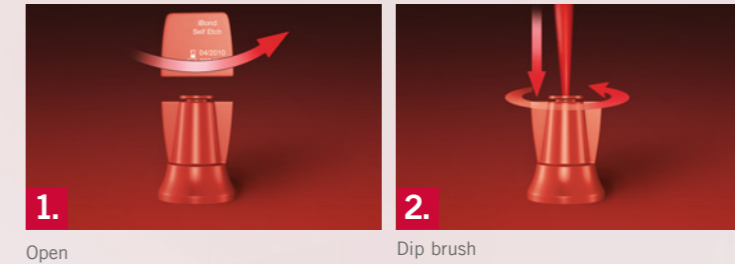 iBond
Self Etch
04/2010
1.
Open
2.
Dip brush